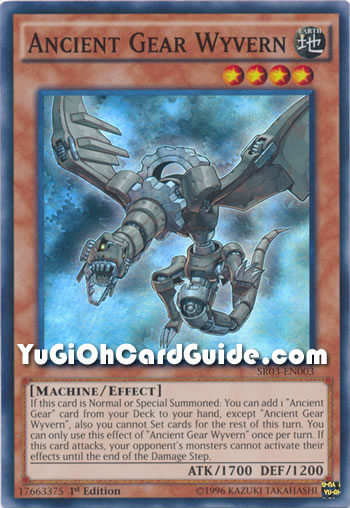 ANCIENT GEAR WYVERN
EARTH
地
YuGiOhCardGuide.com
SR03-EN003
[MACHINE/EFFECT]
If this card is Normal or Special Summoned: You can add 1 "Ancient
Gear" card from your Deck to your hand, except "Ancient Gear
Wyvern", also you cannot Set cards for the rest of this turn. You
can only use this effect of "Ancient Gear Wyvern" once per turn. If
this card attacks, your opponent's monsters cannot activate their
effects until the end of the Damage Step.
ATK/1700 DEF/1200
17663375 1st Edition ©1996 KAZUKI TAKAHASHI